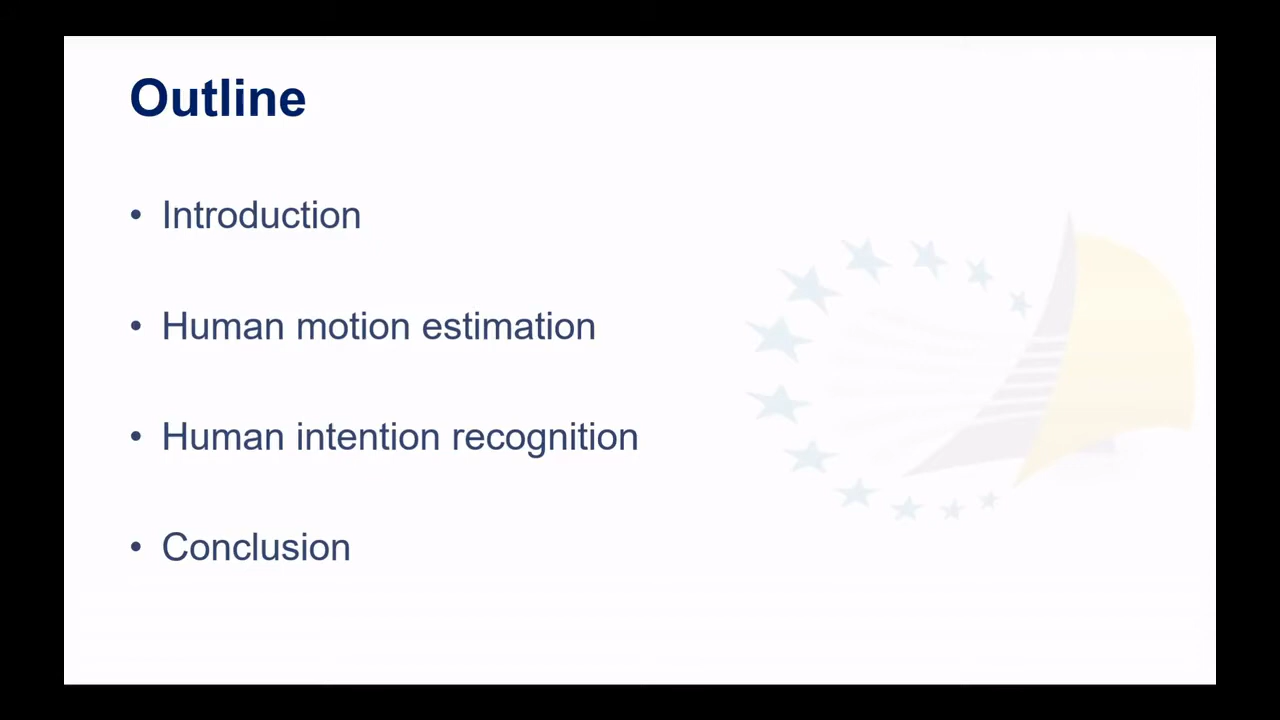 Outline
• Introduction
• Human motion estimation
• Human intention recognition
• Conclusion